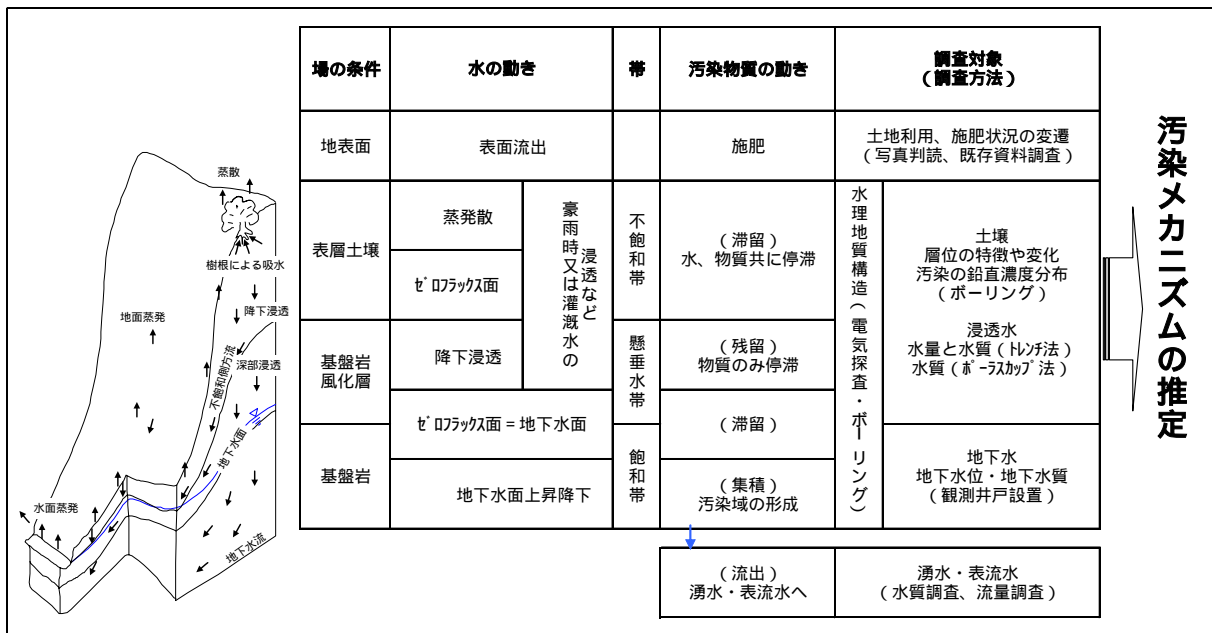 場の条件
水の動き
帯
汚染物質の動き
調査対象
(調査方法)
地表面
表面流出
施肥
土地利用、施肥状況の変遷
(写真判読、既存資料調査)
表層土壌
蒸発散
ゼロフラックス面
豪雨時又は灌漑水の
浸透など
不飽和帯
(滞留)
水、物質共に停滞
水理地質構造(電気探査・ボーリング)
土壌
層位の特徴や変化
汚染の鉛直濃度分布
(ボーリング)
浸透水
水量と水質(トレンチ法)
水質(ポーラスカップ法)
基盤岩
風化層
降下浸透
懸垂水帯
(残留)
物質のみ停滞
ゼロフラックス面=地下水面
(滞留)
基盤岩
地下水面上昇降下
飽和帯
(集積)
汚染域の形成
地下水
地下水位・地下水質
(観測井戸設置)
(流出)
湧水・表流水へ
湧水・表流水
(水質調査、流量調査)
汚染メカニズムの推定
蒸散
樹根による吸水
降下浸透
地面蒸発
深部浸透
不飽和側方流
地下水面
水面蒸発
地下水流